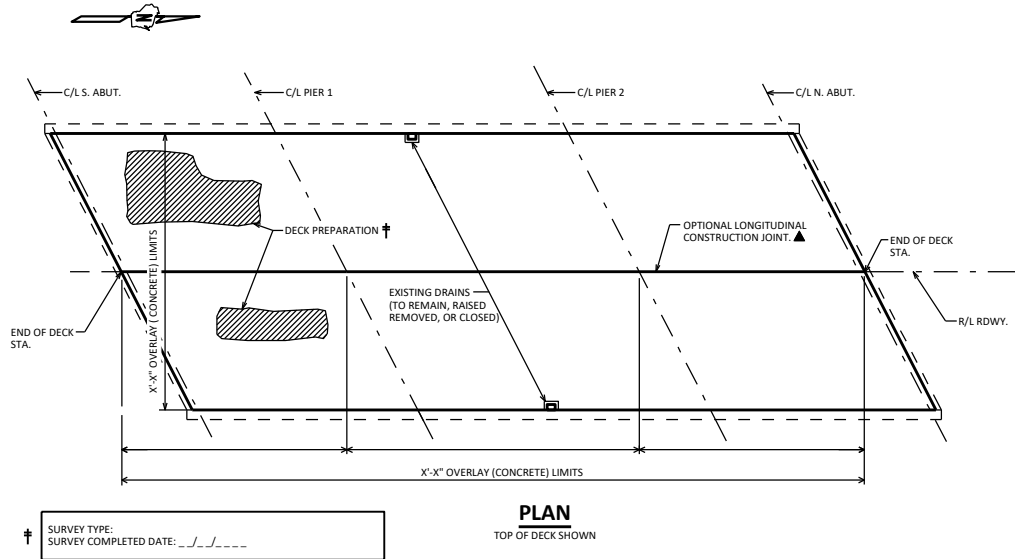 N
C/L S. ABUT.
C/L PIER 1
C/L PIER 2
C/L N. ABUT.
DECK PREPARATION ‡
OPTIONAL LONGITUDINAL
CONSTRUCTION JOINT. ▲
END OF DECK
STA.
X'-X" OVERLAY (CONCRETE) LIMITS
EXISTING DRAINS
(TO REMAIN, RAISED
REMOVED, OR CLOSED)
END OF DECK
STA.
R/L RDWY.
X'-X" OVERLAY (CONCRETE) LIMITS
PLAN
TOP OF DECK SHOWN
‡ SURVEY TYPE:
SURVEY COMPLETED DATE: _ _/_ _/_ _ _ _